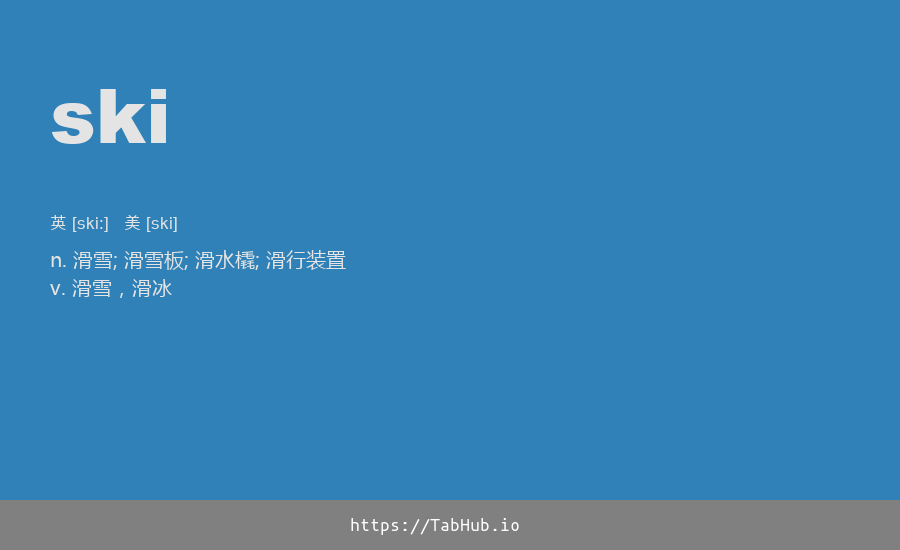 ski
英 [skiː] 美 [ski]
n. 滑雪; 滑雪板; 滑水橇; 滑行装置
v. 滑雪，滑冰
https://TabHub.io